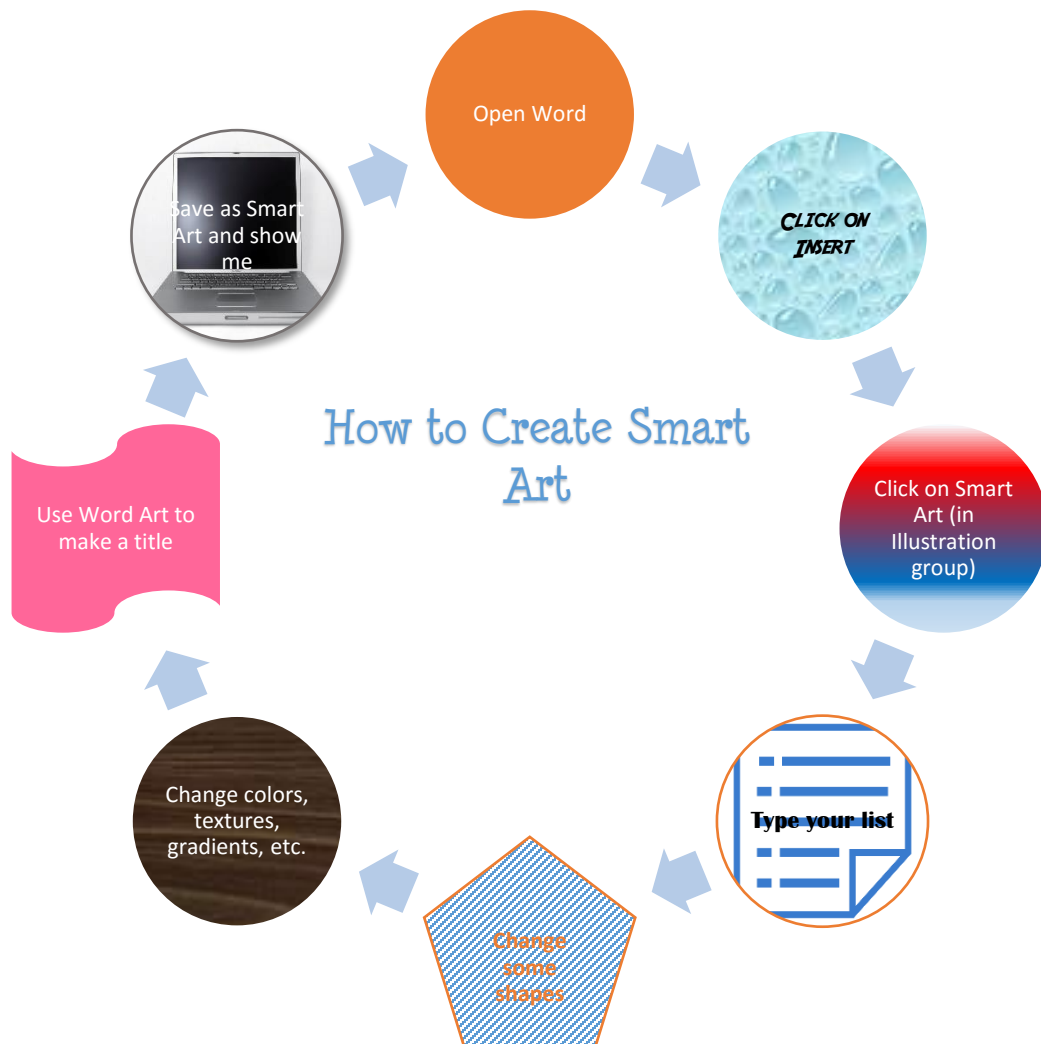 Open Word
CLICK ON
INSERT
How to Create Smart
Art
Click on Smart
Art (in
Illustration
group)
Type your list
Change
some
shapes
Change colors,
textures,
gradients, etc.
Use Word Art to
make a title
Save as Smart
Art and show
me